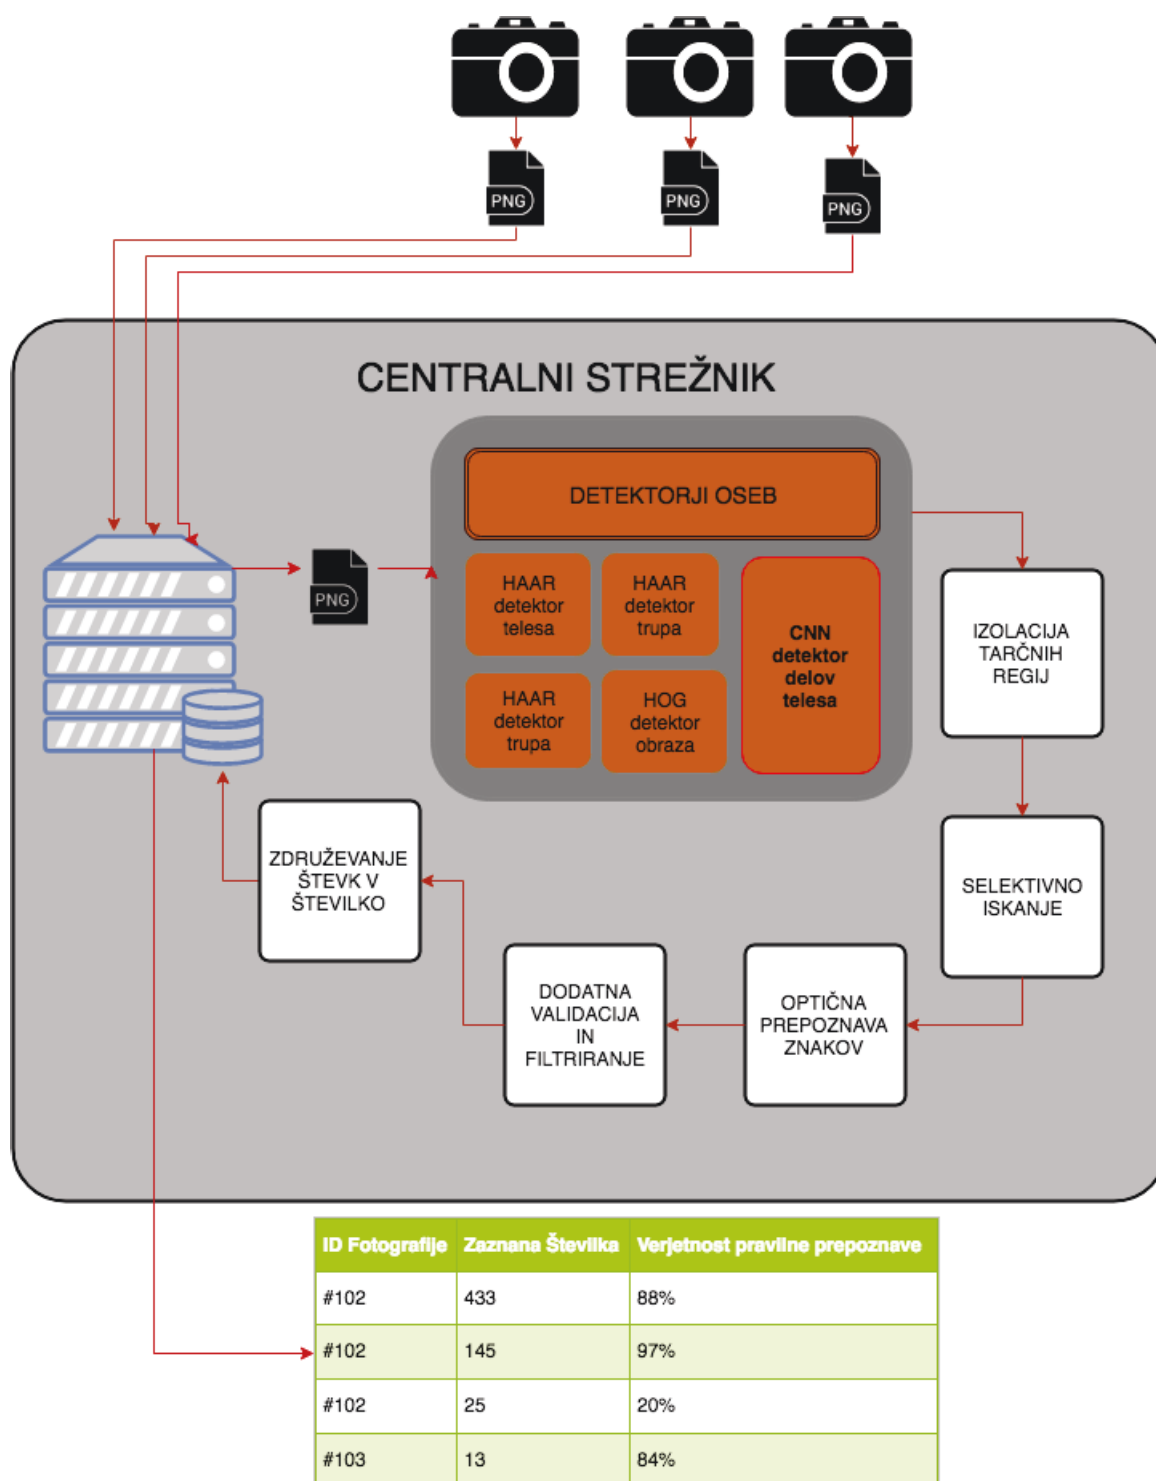 PNG
PNG
PNG
CENTRALNI STREŽNIK
DETEKTORJI OSEB
HAAR
detektor
telesa
HAAR
detektor
trupa
CNN
detektor
delov
telesa
HAAR
detektor
trupa
HOG
detektor
obraza
PNG
IZOLACIJA
TARČNIH
REGIJ
SELEKTIVNO
ISKANJE
OPTIČNA
PREPOZNAVA
ZNAKOV
DODATNA
VALIDACIJA
IN
FILTRIRANJE
ZDRUŽEVANJE
ŠTEVK V
ŠTEVILKO
ID Fotografije Zaznana Številka Verjetnost pravilne prepoznave
#102 433 88%
#102 145 97%
#102 25 20%
#103 13 84%